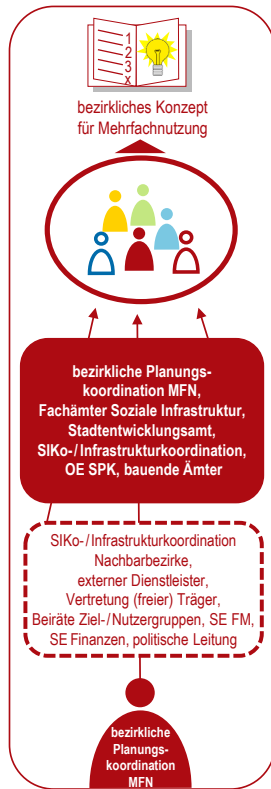 1
2
3
x
bezirkliches Konzept
für Mehrfachnutzung
bezirkliche Planungs-
koordination MFN,
Fachämter Soziale Infrastruktur,
Stadtentwicklungsamt,
SIKo-/Infrastrukturkoordination,
OE SPK, bauende Ämter
SIKo-/Infrastrukturkoordination
Nachbarbezirke,
externer Dienstleister,
Vertretung (freier) Träger,
Beiräte Ziel-/Nutzergruppen, SE FM,
SE Finanzen, politische Leitung
bezirkliche
Planungs-
koordination
MFN